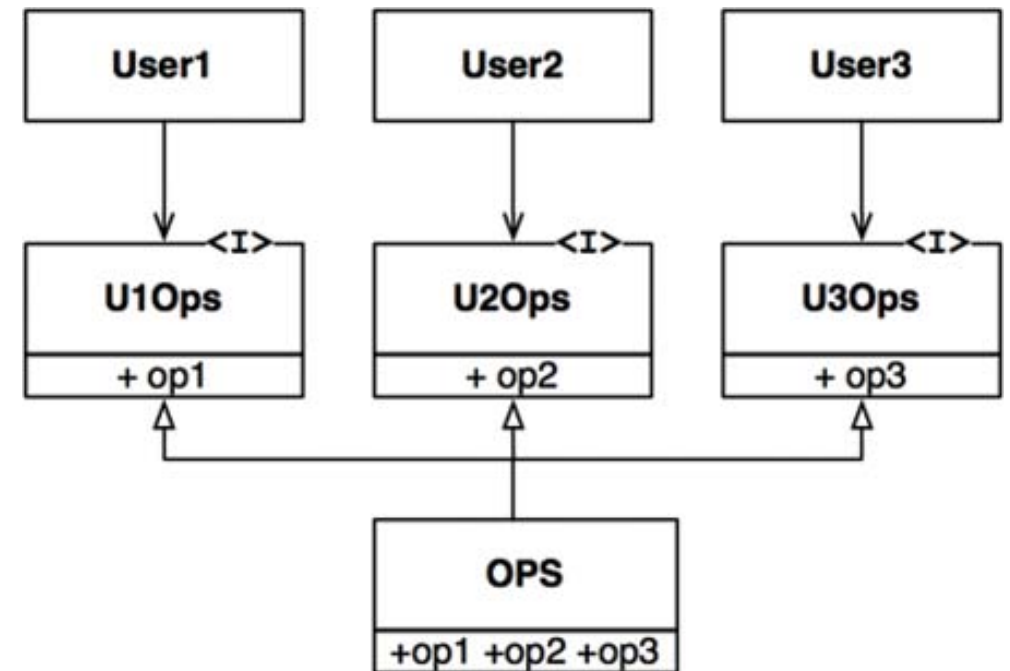 User1 User2 User3
<I> <I> <I>
U1Ops U2Ops U3Ops
+ op1 + op2 + op3
OPS
+op1 +op2 +op3